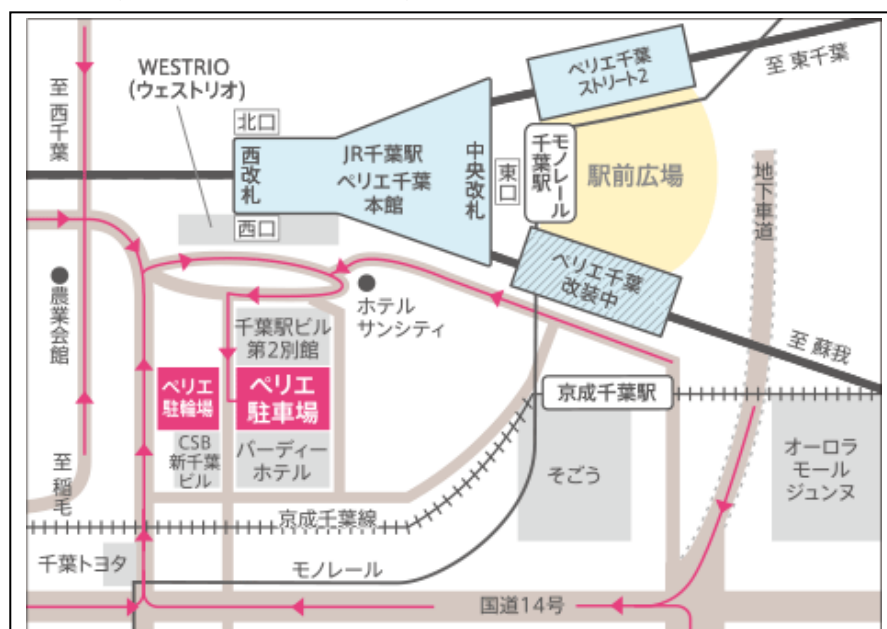 WESTRIO
(ウェストリオ)
至 西千葉
北口
西改札
西口
JR千葉駅
ペリエ千葉
本館
中央改札
東口
モノレール
千葉駅
ペリエ千葉
ストリート2
至 東千葉
駅前広場
地下車道
ペリエ千葉
改装中
至 蘇我
農業会館
ホテル
サンシティ
千葉駅ビル
第2別館
ペリエ
駐輪場
ペリエ
駐車場
CSB
新千葉
ビル
バーディー
ホテル
京成千葉駅
そごう
オーロラ
モール
ジュンヌ
至 稲毛
京成千葉線
千葉トヨタ
モノレール
国道14号